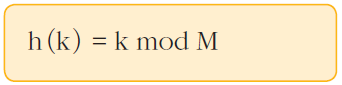 h(k) = k mod M